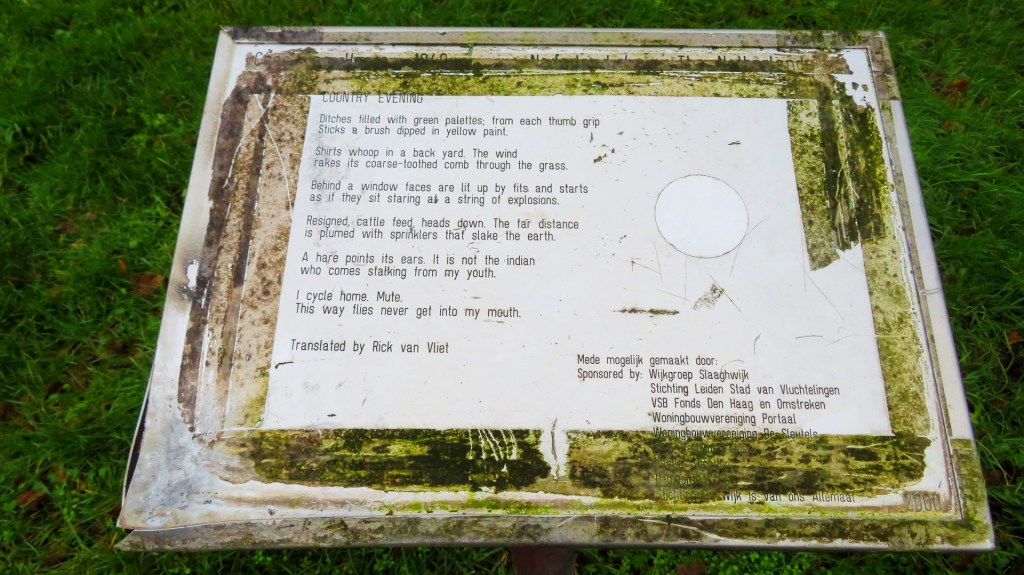 COUNTRY EVENING
Ditches filled with green palettes; from each thumb grip
Sticks a brush dipped in yellow paint.
Shirts whoop in a back yard. The wind
rakes its coarse-toothed comb through the grass.
Behind a window faces are lit up by fits and starts
as if they sit staring at a string of explosions.
Resigned, cattle feed, heads down. The far distance
is plumed with sprinklers that slake the earth.
A hare points its ears. It is not the indian
who comes stalking from my youth.
I cycle home. Mute.
This way flies never get into my mouth.
Translated by Rick van Vliet
Mede mogelijk gemaakt door:
Sponsored by: Wijkgroep Slaaghwijk
Stichting Leiden Stad van Vluchtelingen
VSB Fonds Den Haag en Omstreken
Woningbouwvereniging Portaal
Woningbouwvereniging De Sleutels
Wijk is van ons Allemaal
2000